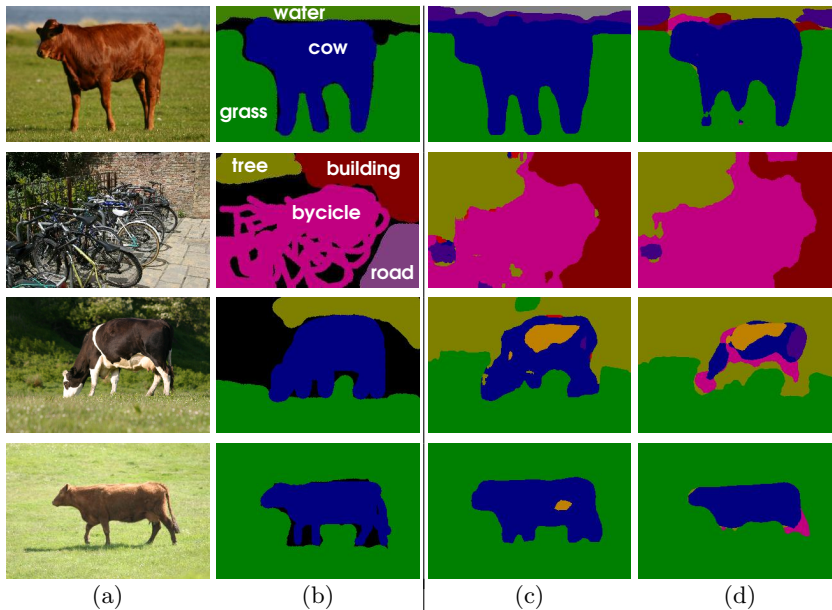 water
cow
grass
tree
building
bycicle
road
(a) (b) (c) (d)